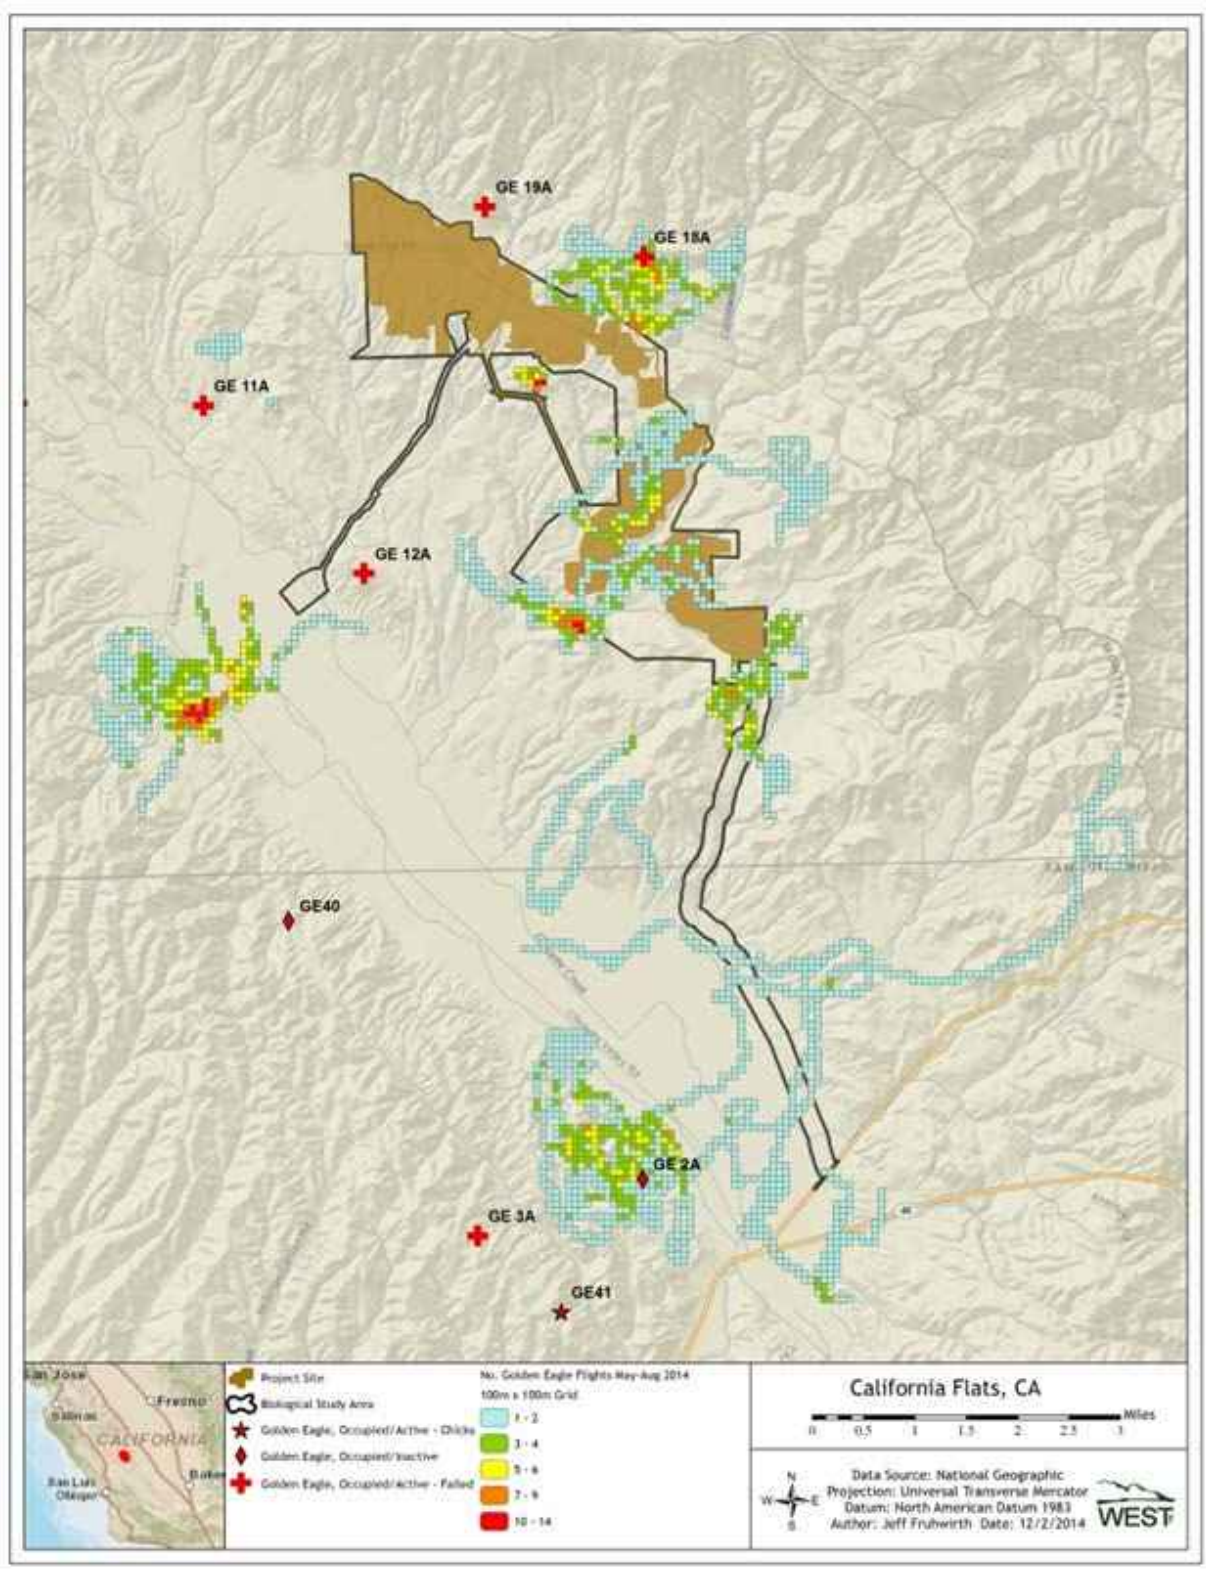 GE 19A
GE 18A
GE 11A
GE 12A
GE40
GE 2A
GE 3A
GE41
San Jose
Salinas
Fresno
CALIFORNIA
San Luis
Obispo
Project Site
Biological Study Area
Golden Eagle, Occupied/Active - Chicks
Golden Eagle, Occupied/Inactive
Golden Eagle, Occupied/Active - Failed
No. Golden Eagle Flights May-Aug 2014
100m x 100m Grid
1 - 2
3 - 4
5 - 6
7 - 9
10 - 14
California Flats, CA
Miles
0 0.5 1 1.5 2 2.5 3
N
W E
S
Data Source: National Geographic
Projection: Universal Transverse Mercator
Datum: North American Datum 1983
Author: Jeff Fruhwirth Date: 12/2/2014
WEST